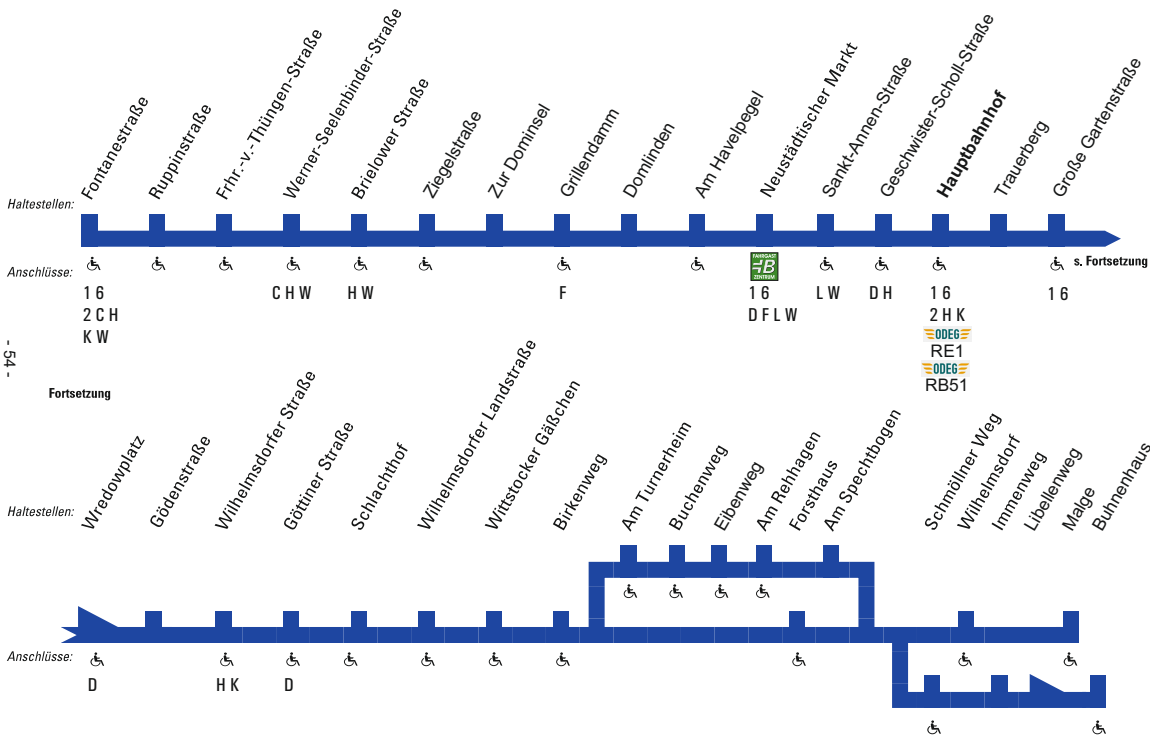 Haltestellen:
Fontanestraße
Ruppinstraße
Frhr.-v.-Thüngen-Straße
Werner-Seelenbinder-Straße
Brielower Straße
Ziegelstraße
Zur Dominsel
Grillendamm
Domlinden
Am Havelpegel
Neustädtischer Markt
Sankt-Annen-Straße
Geschwister-Scholl-Straße
Hauptbahnhof
Trauerberg
Große Gartenstraße
s. Fortsetzung
Anschlüsse:
1 6
2 C H
K W
C H W
H W
F
FAHRGAST
B
ZENTRUM
1 6
D F L W
L W
D H
1 6
2 H K
ODEG
RE1
ODEG
RB51
1 6
- 54 -
Fortsetzung
Haltestellen:
Wredowplatz
Gödenstraße
Wilhelmsdorfer Straße
Göttiner Straße
Schlachthof
Wilhelmsdorfer Landstraße
Wittstocker Gäßchen
Birkenweg
Am Turnerheim
Buchenweg
Eibenweg
Am Rehhagen
Forsthaus
Am Spechtbogen
Schmöllner Weg
Wilhelmsdorf
Immenweg
Libellenweg
Malge
Buhnenhaus
Anschlüsse:
D
H K
D